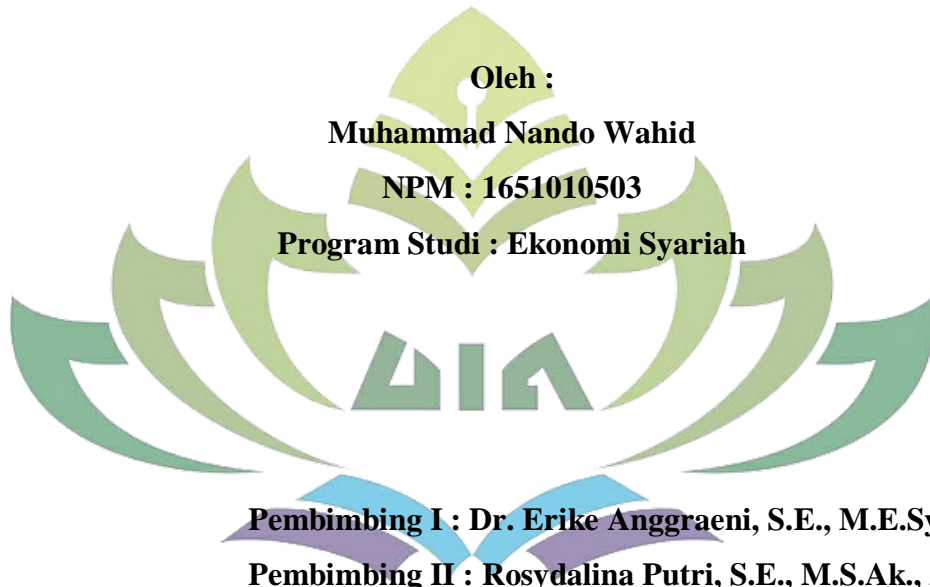 Oleh :
Muhammad Nando Wahid
NPM : 1651010503
Program Studi : Ekonomi Syariah
UIN
Pembimbing I : Dr. Erike Anggraeni, S.E., M.E.Sy
Pembimbing II : Rosydalina Putri, S.E., M.S.Ak.,